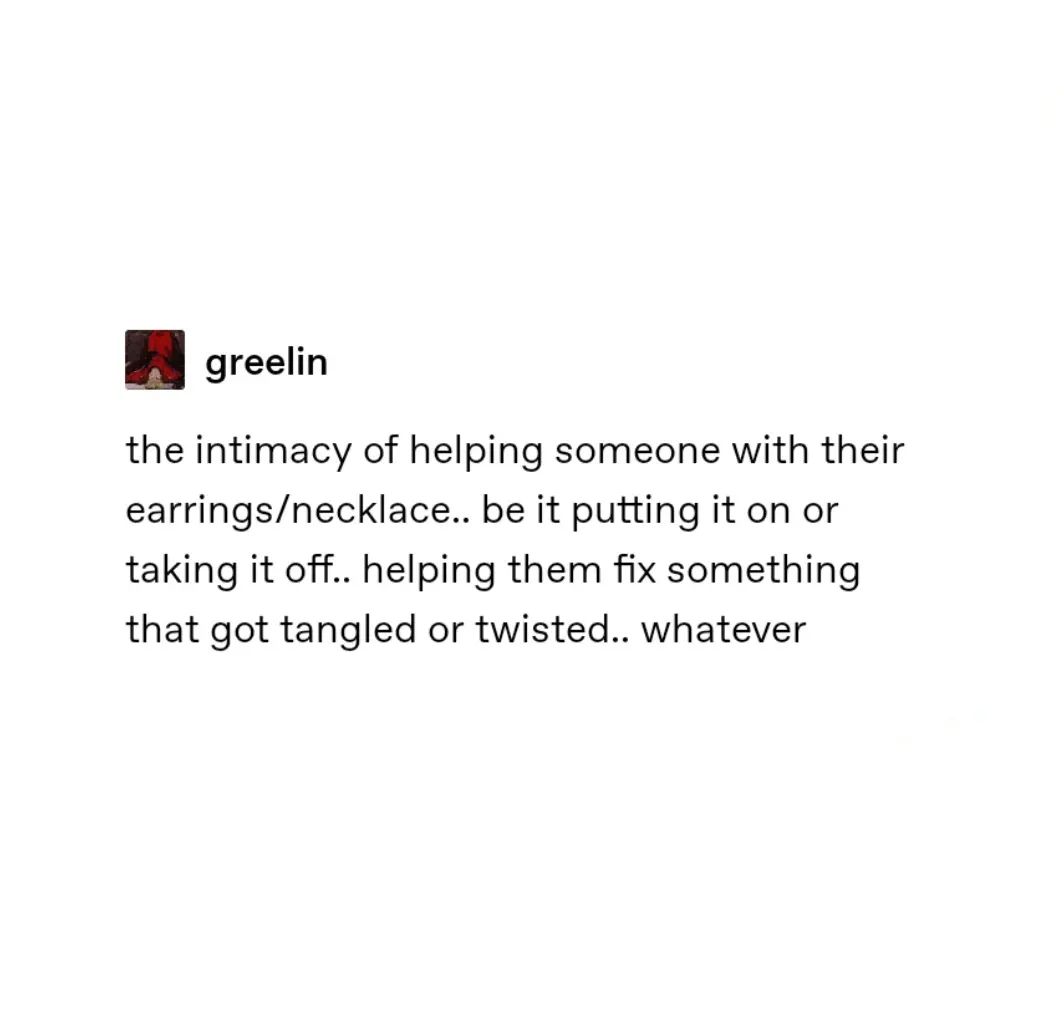 greelin
the intimacy of helping someone with their
earrings/necklace.. be it putting it on or
taking it off.. helping them fix something
that got tangled or twisted.. whatever